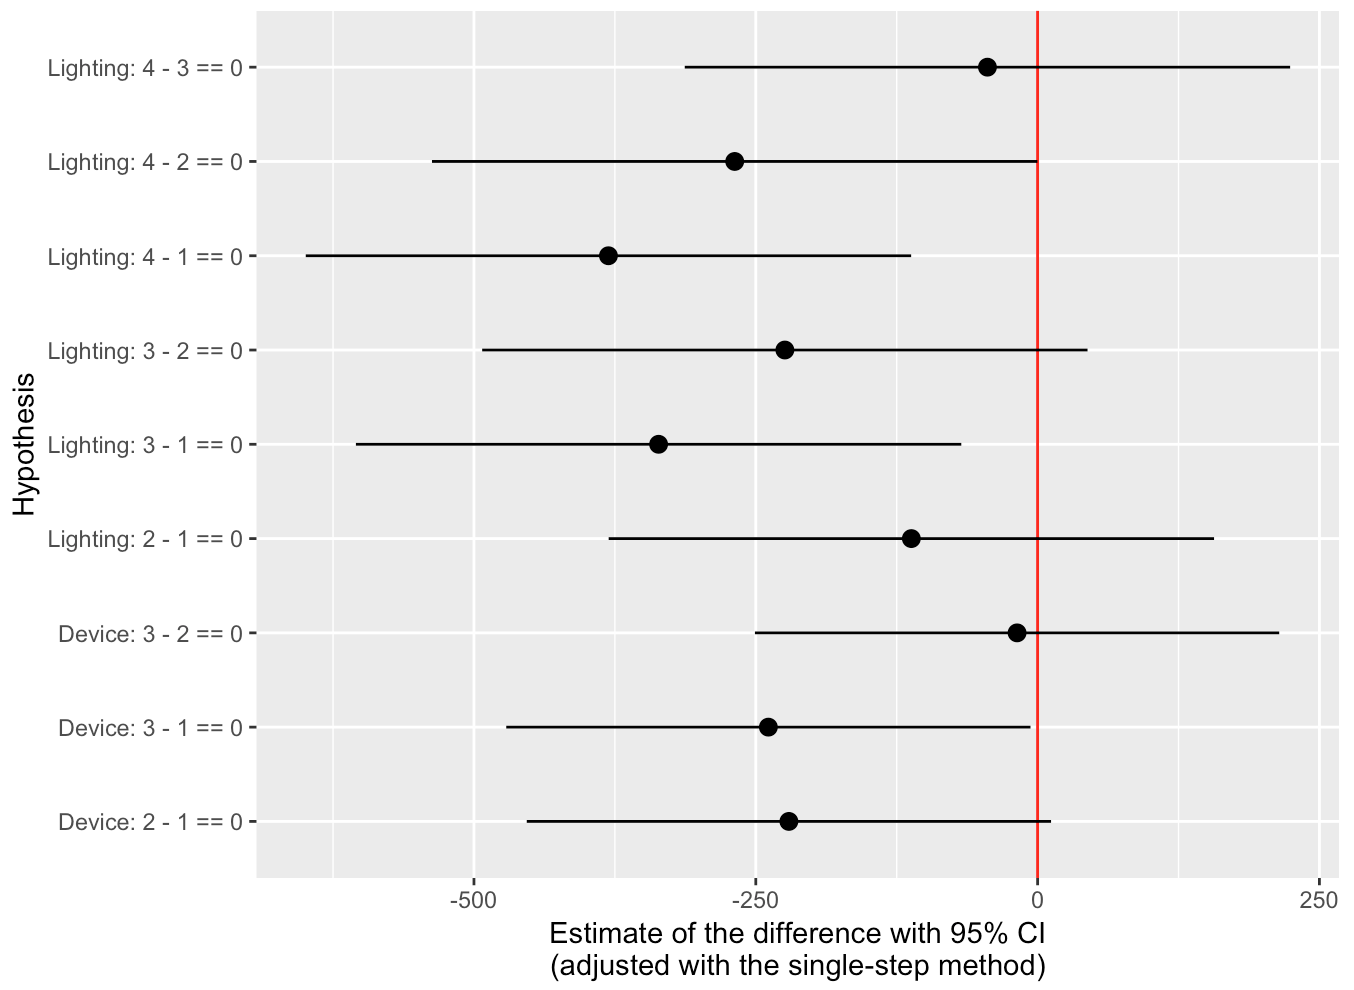 Hypothesis
Lighting: 4 - 3 == 0
Lighting: 4 - 2 == 0
Lighting: 4 - 1 == 0
Lighting: 3 - 2 == 0
Lighting: 3 - 1 == 0
Lighting: 2 - 1 == 0
Device: 3 - 2 == 0
Device: 3 - 1 == 0
Device: 2 - 1 == 0
-500 -250 0 250
Estimate of the difference with 95% CI
(adjusted with the single-step method)